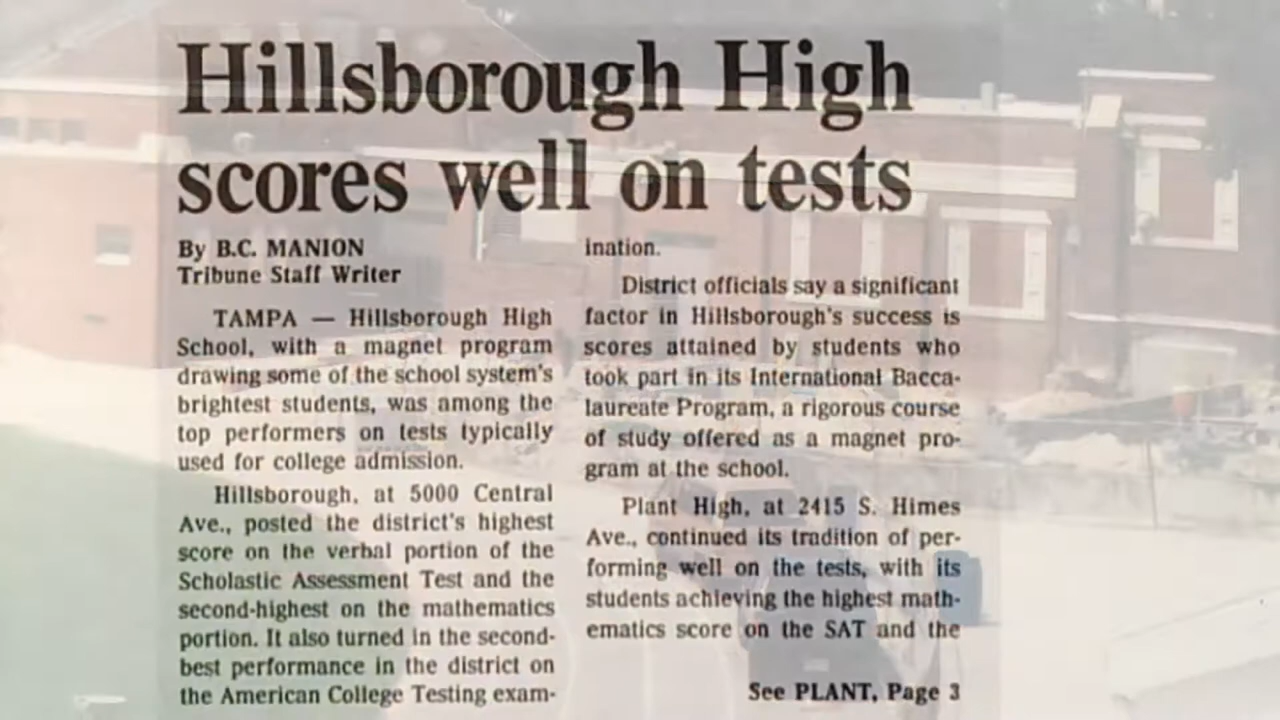 Hillsborough High
scores well on tests
By B.C. MANION
Tribune Staff Writer
TAMPA — Hillsborough High
School, with a magnet program
drawing some of the school system's
brightest students, was among the
top performers on tests typically
used for college admission.
Hillsborough, at 5000 Central
Ave., posted the district's highest
score on the verbal portion of the
Scholastic Assessment Test and the
second-highest on the mathematics
portion. It also turned in the second-
best performance in the district on
the American College Testing exam-
ination.
District officials say a significant
factor in Hillsborough's success is
scores attained by students who
took part in its International Bacca-
laureate Program, a rigorous course
of study offered as a magnet pro-
gram at the school.
Plant High, at 2415 S. Himes
Ave., continued its tradition of per-
forming well on the tests, with its
students achieving the highest math-
ematics score on the SAT and the
See PLANT, Page 3